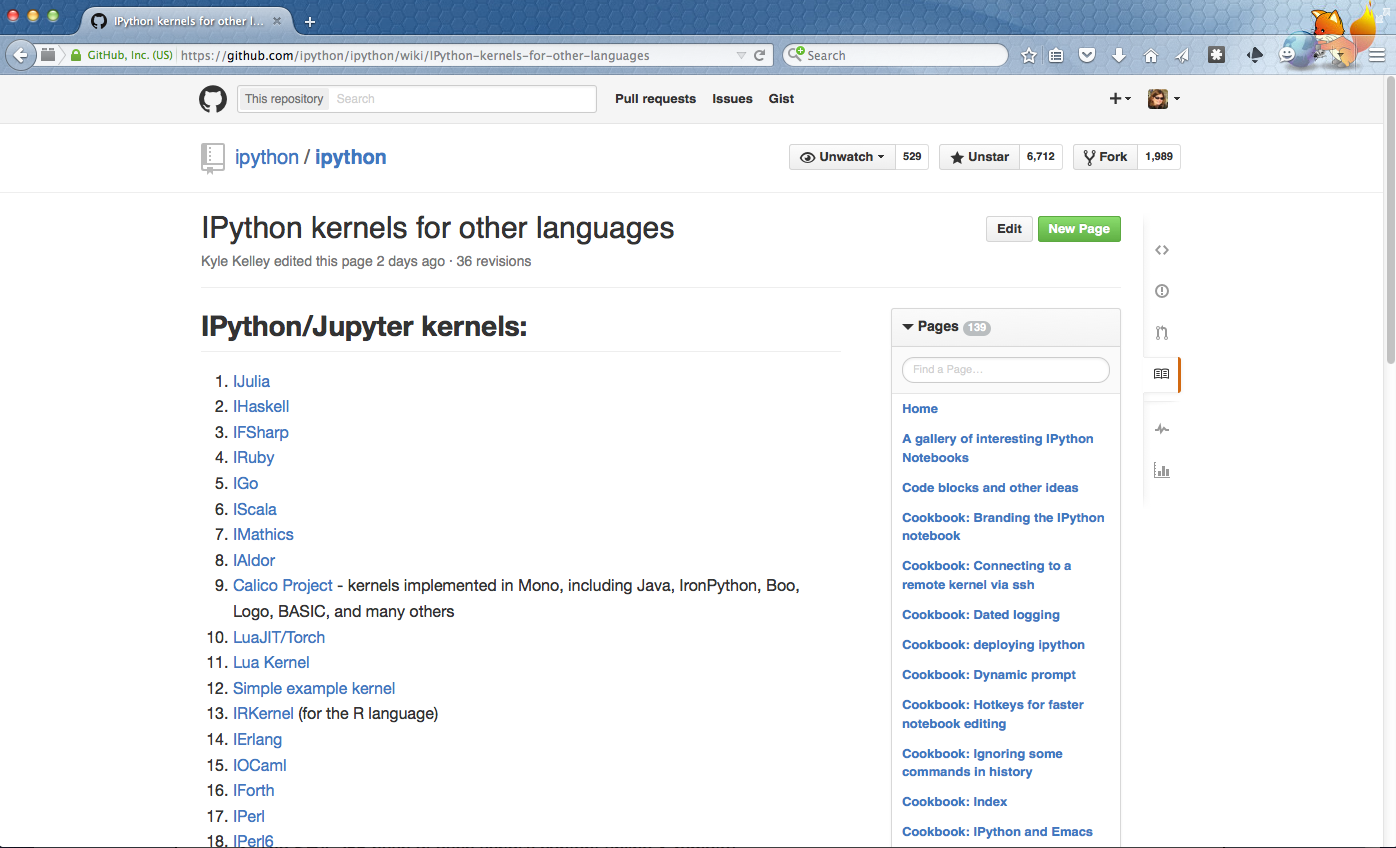 IPython kernels for other l...
GitHub, Inc. (US)
https://github.com/ipython/ipython/wiki/IPython-kernels-for-other-languages
Search
This repository
Search
Pull requests
Issues
Gist
ipython / ipython
Unwatch
529
Unstar
6,712
Fork
1,989
IPython kernels for other languages
Edit
New Page
Kyle Kelley edited this page 2 days ago · 36 revisions
IPython/Jupyter kernels:
1. IJulia
2. IHaskell
3. IFSharp
4. IRuby
5. IGo
6. IScala
7. IMathics
8. IAldor
9. Calico Project - kernels implemented in Mono, including Java, IronPython, Boo,
Logo, BASIC, and many others
10. LuaJIT/Torch
11. Lua Kernel
12. Simple example kernel
13. IRKernel (for the R language)
14. IErlang
15. IOCaml
16. IForth
17. IPerl
18. IPerl6
Pages 139
Find a Page...
Home
A gallery of interesting IPython
Notebooks
Code blocks and other ideas
Cookbook: Branding the IPython
notebook
Cookbook: Connecting to a
remote kernel via ssh
Cookbook: Dated logging
Cookbook: deploying ipython
Cookbook: Dynamic prompt
Cookbook: Hotkeys for faster
notebook editing
Cookbook: Ignoring some
commands in history
Cookbook: Index
Cookbook: IPython and Emacs